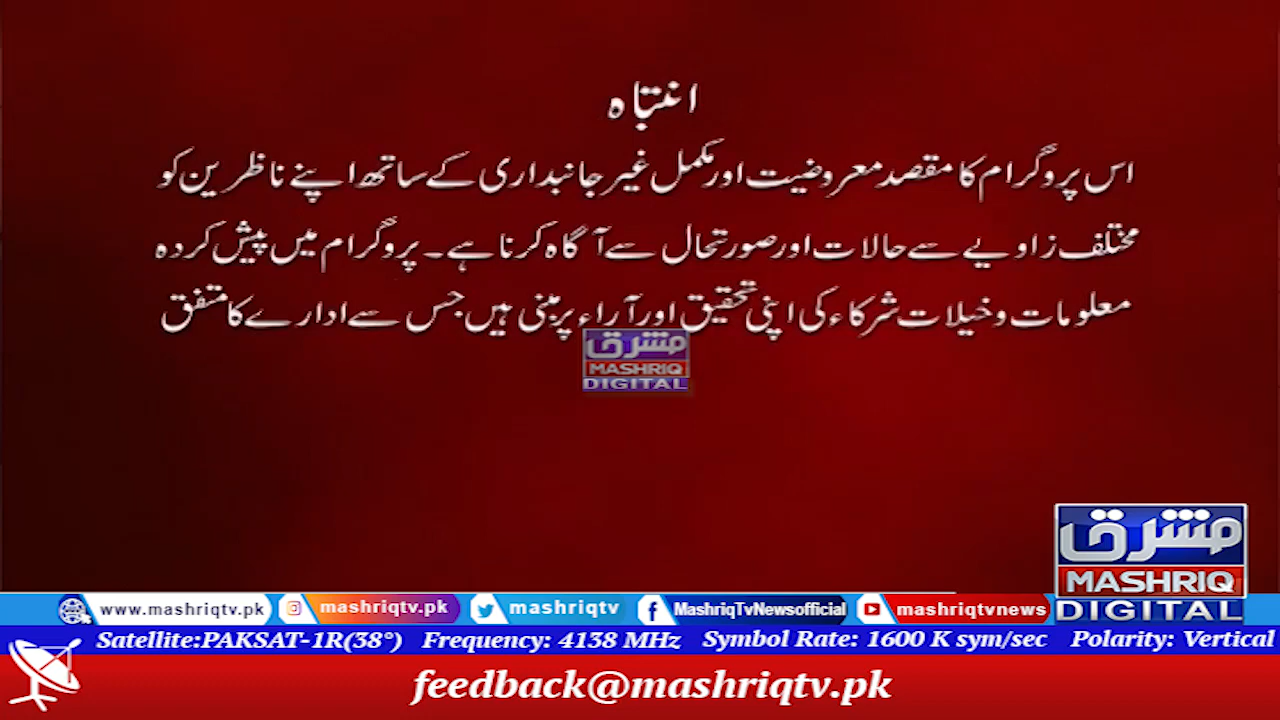 انتباہ
اس پروگرام کا مقصد معروضیت اور مکمل غیر جانبداری کے ساتھ اپنے ناظرین کو
مختلف زاویے سے حالات اور صورتحال سے آگاہ کرنا ہے۔ پروگرام میں پیش کردہ
معلومات و خیلات شرکاء کی اپنی تحقیق اور آراء پر مبنی ہیں جس سے ادارے کا متفق
مشرق
MASHRIQ
DIGITAL
مشرق
MASHRIQ
DIGITAL
www.mashriqtv.pk mashriqtv.pk mashriqtv MashriqTvNewsofficial mashriqtvnews
Satellite:PAKSAT-1R(38°) Frequency: 4138 MHz Symbol Rate: 1600 K sym/sec Polarity: Vertical
feedback@mashriqtv.pk